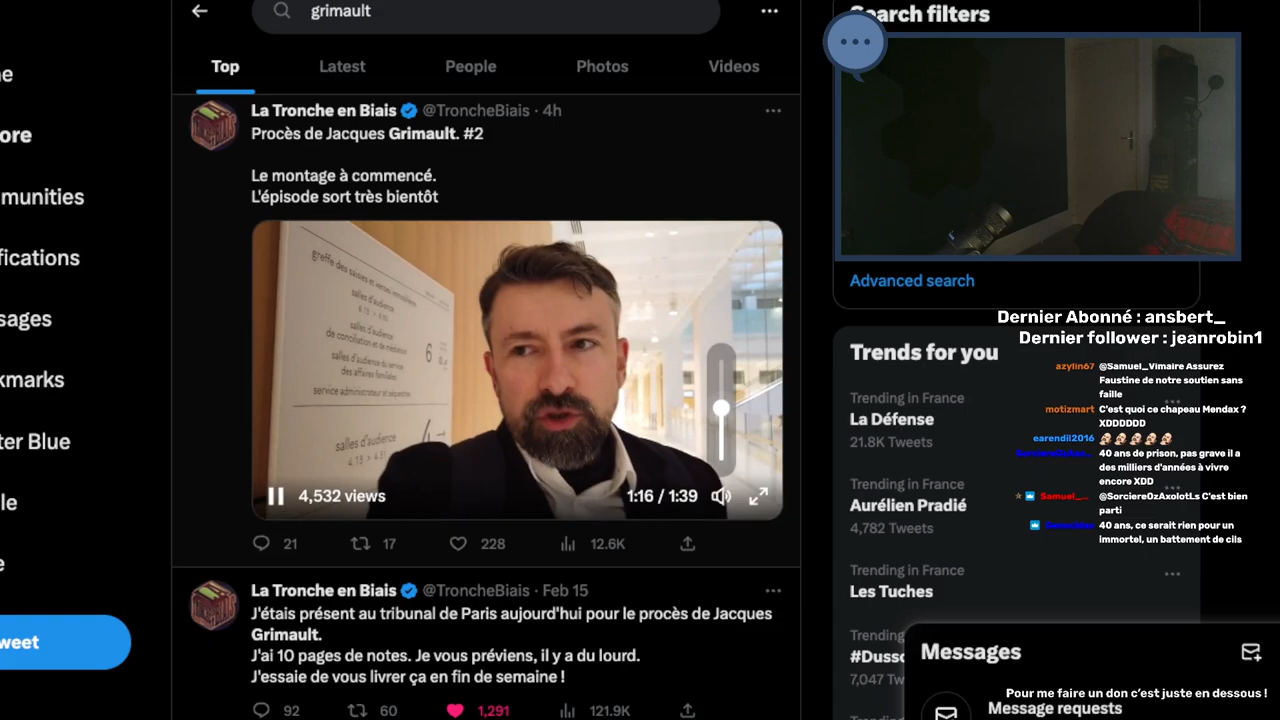 grimault
Search filters
Top
Latest
People
Photos
Videos
ne
ore
mmunities
ifications
sages
kmarks
ter Blue
le
e
weet
La Tronche en Biais @TroncheBiais · 4h
Procès de Jacques Grimault. #2
Le montage à commencé.
L'épisode sort très bientôt
greffe des saisies et ventes immobilières
salles d'audience
salles d'audience
de conciliation et de médiation
salles d'audience du service
des affaires familiales
service administrateur et séquestres
6
salles d'audience
4
4,532 views
1:16 / 1:39
21
17
228
12.6K
La Tronche en Biais @TroncheBiais · Feb 15
J'étais présent au tribunal de Paris aujourd'hui pour le procès de Jacques
Grimault.
J'ai 10 pages de notes. Je vous préviens, il y a du lourd.
J'essaie de vous livrer ça en fin de semaine !
92
60
1,291
121.9K
Advanced search
Dernier Abonné : ansbert_
Dernier follower : jeanrobin1
Trends for you
Trending in France
La Défense
21.8K Tweets
Trending in France
Aurélien Pradié
4,782 Tweets
Trending in France
Les Tuches
Trending
#Dusso
7,047 Tw
azylin67 @Samuel_Vimaire Assurez
Faustine de notre soutien sans
faille
motizmart C'est quoi ce chapeau Mendax ?
XDDDDDD
earendil2016
40 ans de prison, pas grave il a
des milliers d'années à vivre
encore XDD
Samuel_... @SorciereOzAxolotLs C'est bien
parti
40 ans, ce serait rien pour un
immortel, un battement de cils
Messages
Pour me faire un don c'est juste en dessous !
Message requests